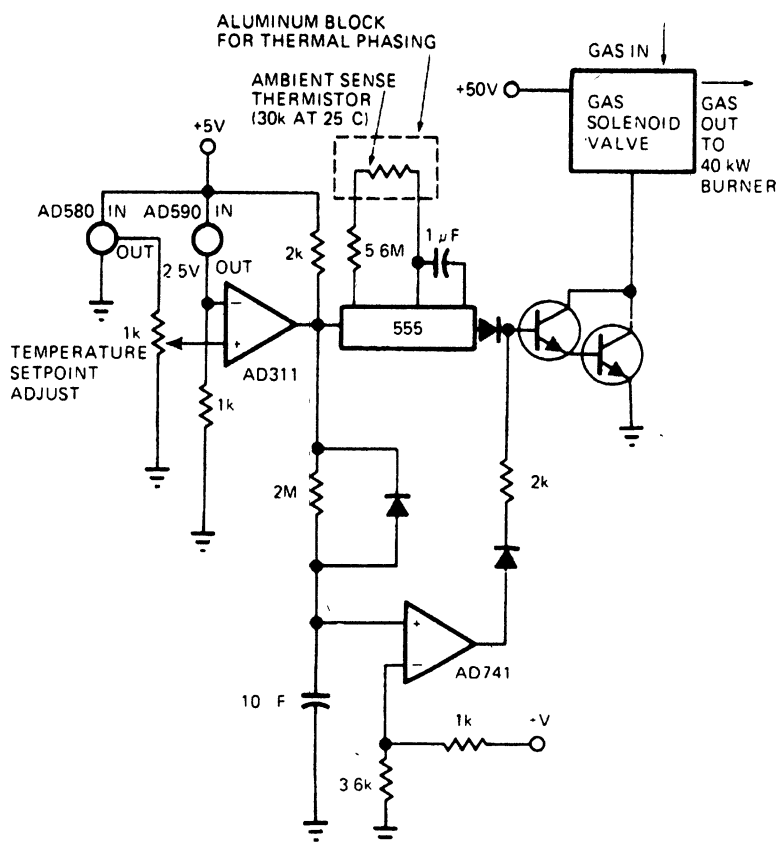 ALUMINUM BLOCK
FOR THERMAL PHASING
AMBIENT SENSE
THERMISTOR
(30k AT 25 C)
GAS IN
+50V
GAS
SOLENOID
VALVE
GAS
OUT
TO
40 kW
BURNER
+5V
AD580
IN
AD590
IN
OUT
2 5V
OUT
2k
5 6M
1 µF
1k
TEMPERATURE
SETPOINT
ADJUST
−
+
AD311
555
1k
2M
2k
+
−
AD741
10 F
1k
+V
3 6k